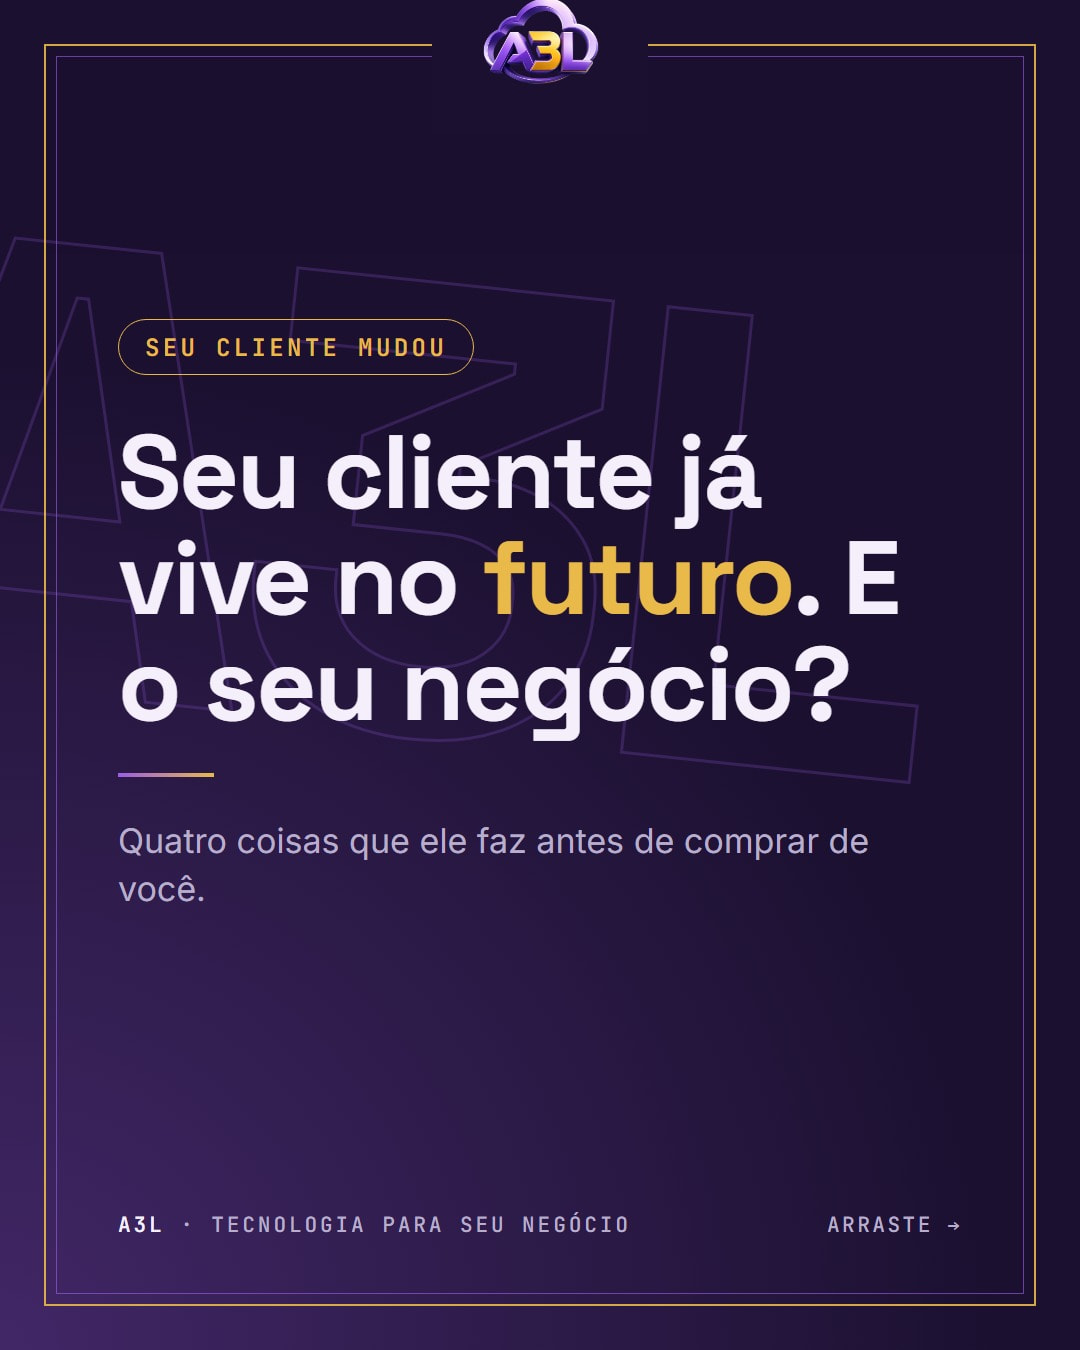 A3L
SEU CLIENTE MUDOU
Seu cliente já
vive no futuro. E
o seu negócio?
Quatro coisas que ele faz antes de comprar de
você.
A3L · TECNOLOGIA PARA SEU NEGÓCIO
ARRASTE →